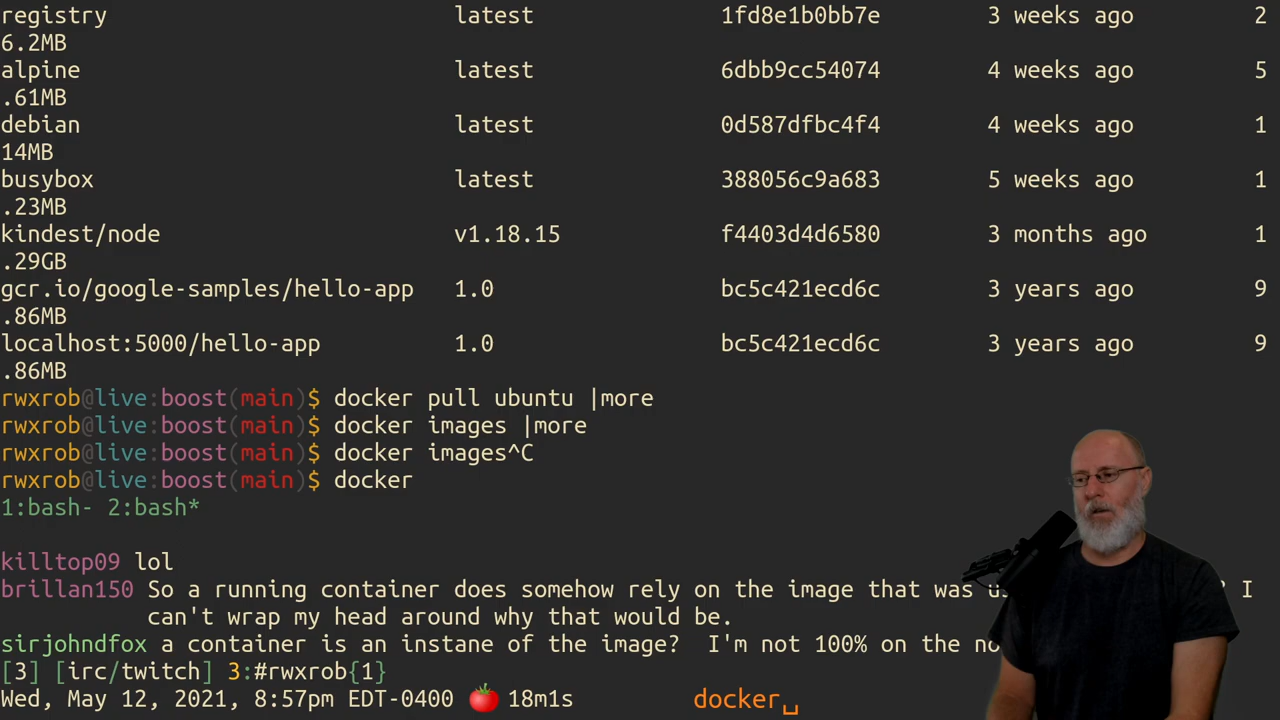 registry latest 1fd8e1b0bb7e 3 weeks ago 2
6.2MB
alpine latest 6dbb9cc54074 4 weeks ago 5
.61MB
debian latest 0d587dfbc4f4 4 weeks ago 1
14MB
busybox latest 388056c9a683 5 weeks ago 1
.23MB
kindest/node v1.18.15 f4403d4d6580 3 months ago 1
.29GB
gcr.io/google-samples/hello-app 1.0 bc5c421ecd6c 3 years ago 9
.86MB
localhost:5000/hello-app 1.0 bc5c421ecd6c 3 years ago 9
.86MB
rwxrob@live:boost(main)$ docker pull ubuntu |more
rwxrob@live:boost(main)$ docker images |more
rwxrob@live:boost(main)$ docker images^C
rwxrob@live:boost(main)$ docker
1:bash- 2:bash*
killtop09 lol
brillan150 So a running container does somehow rely on the image that was ? I
can't wrap my head around why that would be.
sirjohndfox a container is an instane of the image? I'm not 100% on the
[3] [irc/twitch] 3:#rwxrob{1}
Wed, May 12, 2021, 8:57pm EDT-0400 🍅 18m1s docker␣